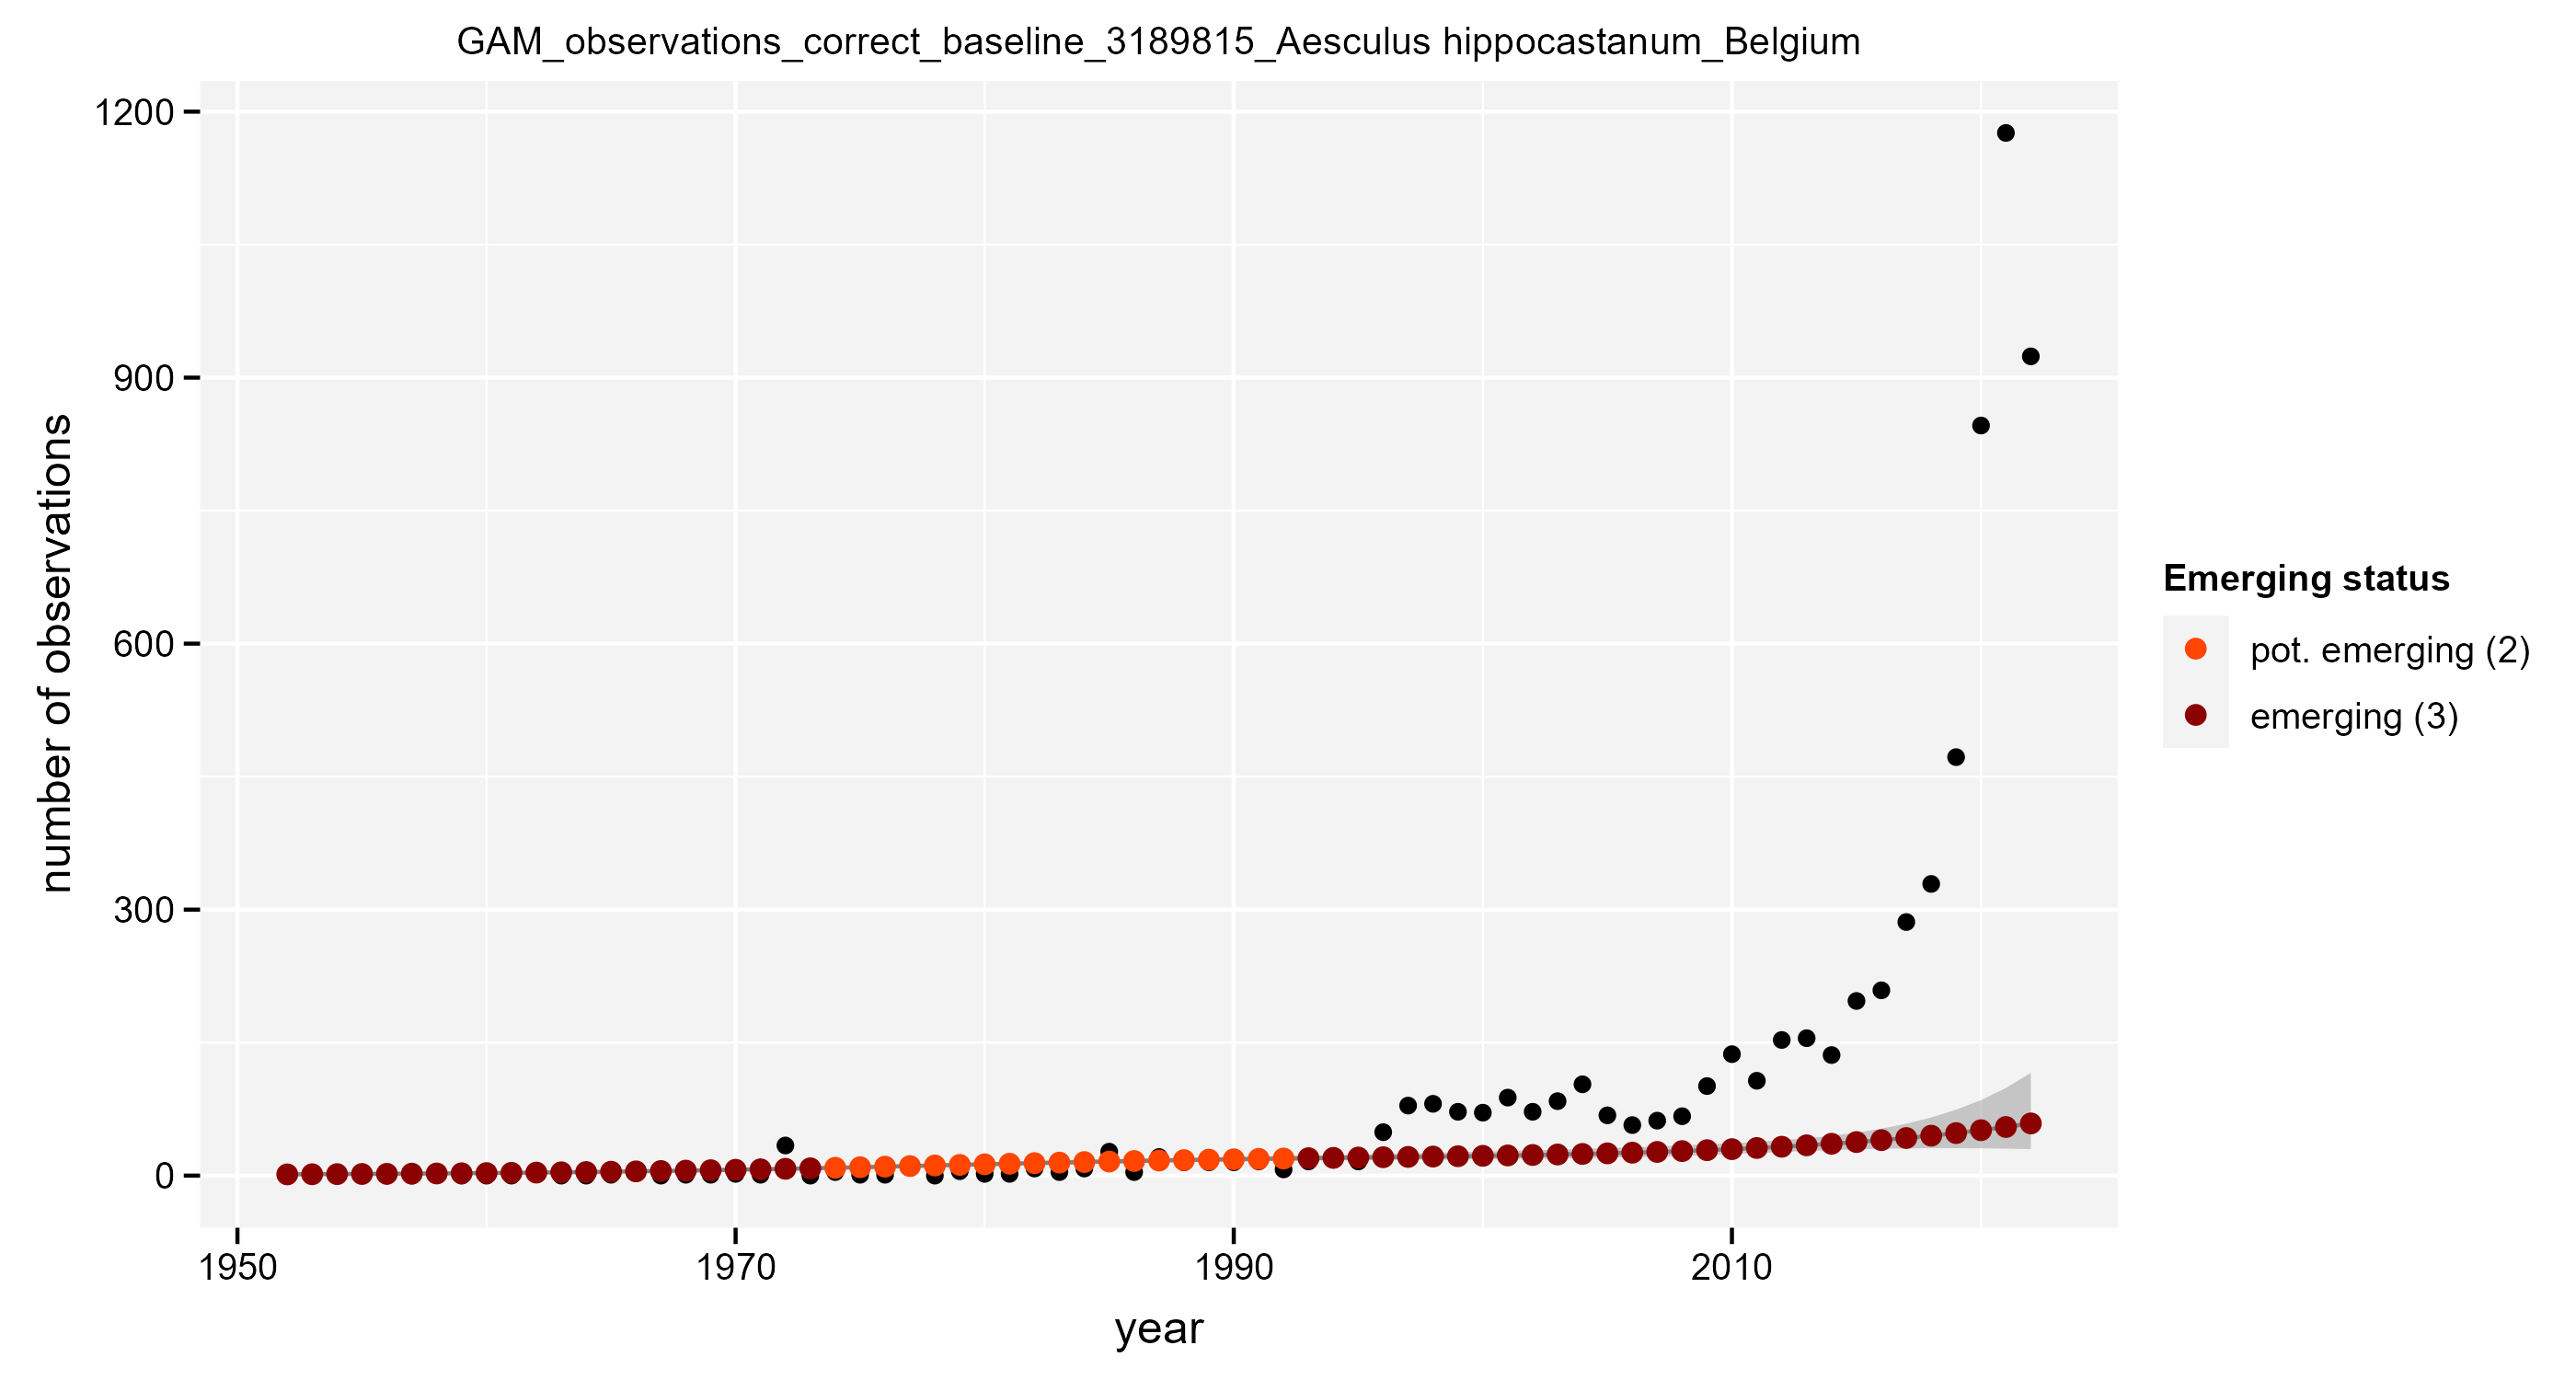 GAM_observations_correct_baseline_3189815_Aesculus hippocastanum_Belgium
1200
900
600
300
0
number of observations
1950
1970
1990
2010
year
Emerging status
pot. emerging (2)
emerging (3)